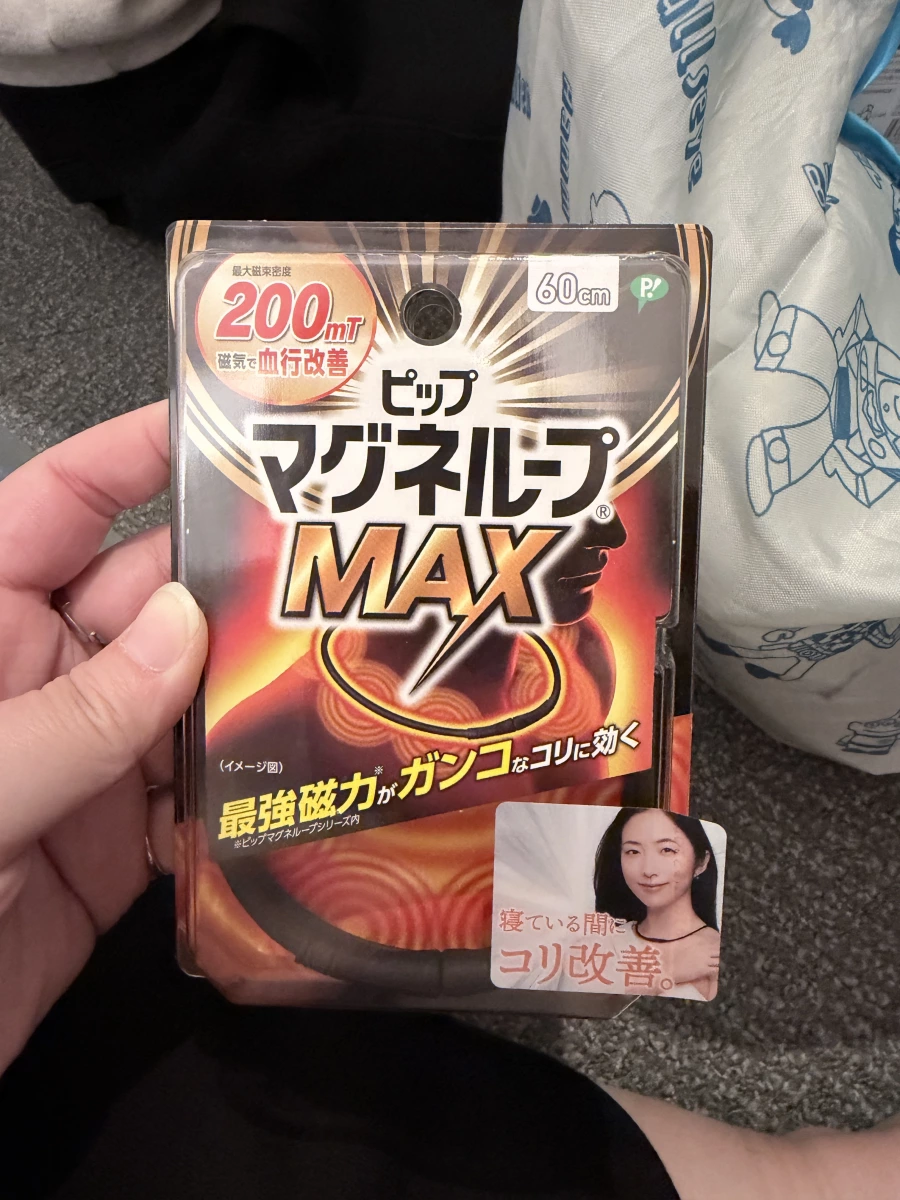 最大磁束密度
200mT
磁気で血行改善
60cm
P!
ピップ
マグネループ®
MAX
(イメージ図)
最強磁力※がガンコなコリに効く
※ピップマグネループシリーズ内
寝ている間に
コリ改善。
Bullseye